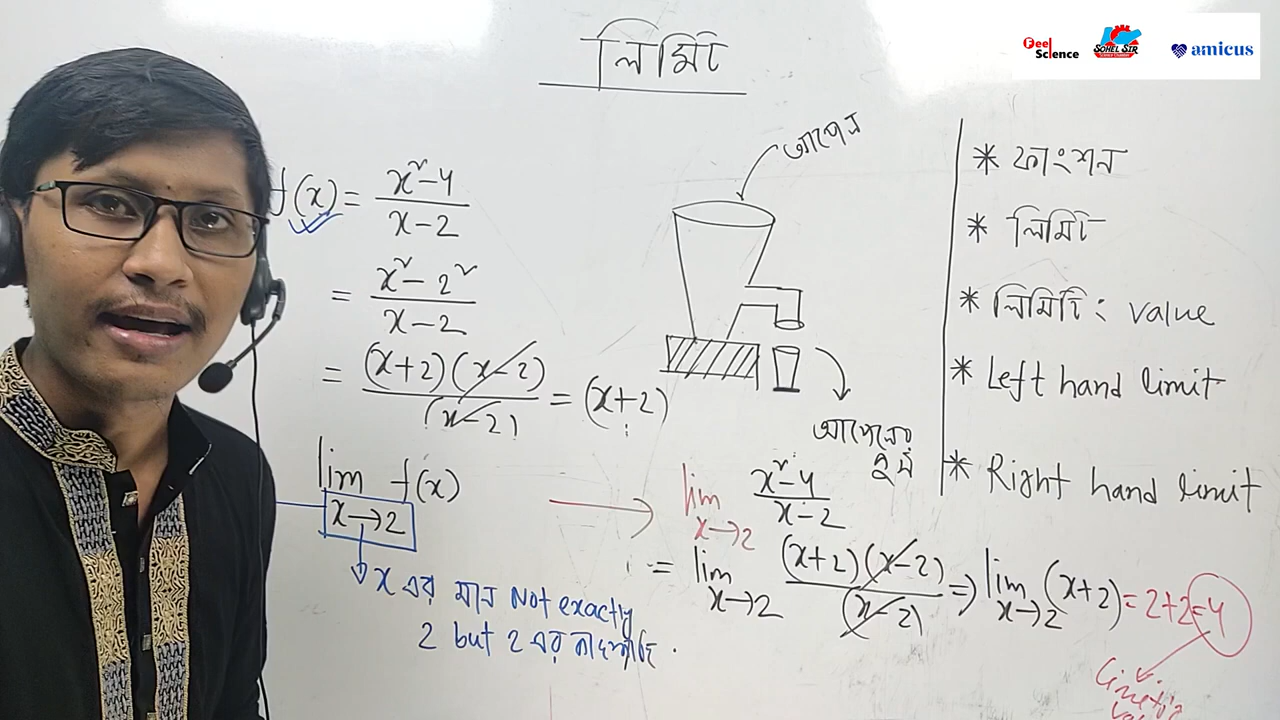 লিমিট
Feel Science
SOHEL SIR
amicus
f(x) = (x²-4)/(x-2)
= (x²-2²)/(x-2)
= (x+2)(x-2)/(x-2) = (x+2)
lim x→2 f(x)
x এর মান Not exactly
2 but 2 এর কাছাকাছি
আপেল
আপেলের
lim x→2 (x²-4)/(x-2)
= lim x→2 (x+2)(x-2)/(x-2) => lim x→2 (x+2) = 2+2 = 4
* ফাংশন
* লিমিট
* লিমিটি: value
* Left hand limit
* Right hand limit